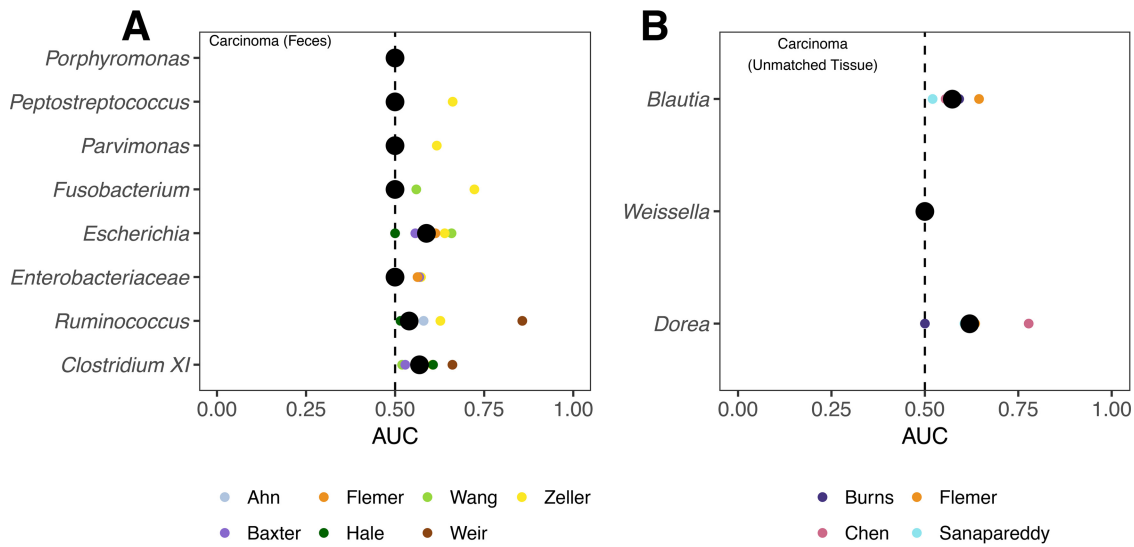 A
Carcinoma (Feces)
Porphyromonas
Peptostreptococcus
Parvimonas
Fusobacterium
Escherichia
Enterobacteriaceae
Ruminococcus
Clostridium XI
0.00 0.25 0.50 0.75 1.00
AUC
Ahn Flemer Wang Zeller
Baxter Hale Weir
B
Carcinoma
(Unmatched Tissue)
Blautia
Weissella
Dorea
0.00 0.25 0.50 0.75 1.00
AUC
Burns Flemer
Chen Sanapareddy